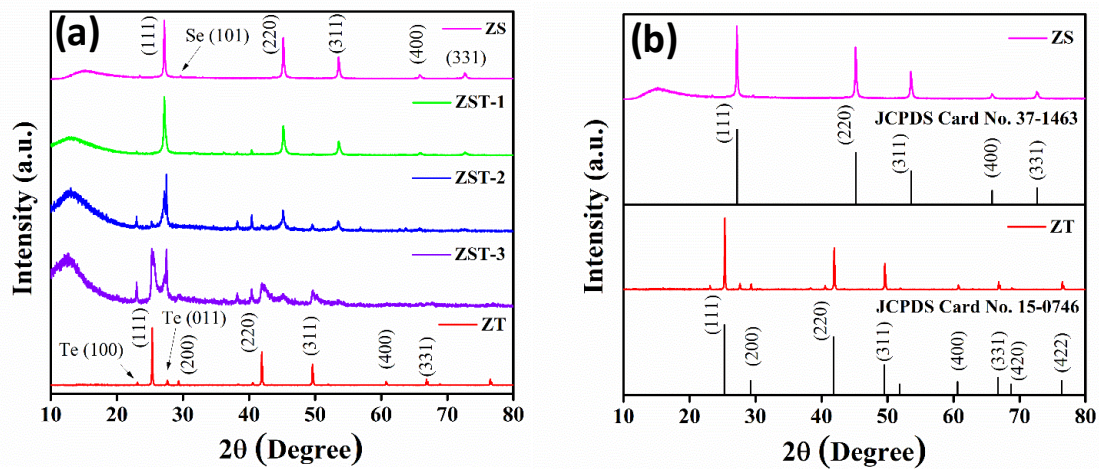 (a)
(111)
Se (101)
(220)
(311)
(400)
(331)
ZS
ZST-1
ZST-2
ZST-3
ZT
Te (100)
(111)
Te (011)
(200)
(220)
(311)
(400)
(331)
Intensity (a.u.)
10 20 30 40 50 60 70 80
2θ (Degree)
(b)
ZS
JCPDS Card No. 37-1463
(111)
(220)
(311)
(400)
(331)
ZT
JCPDS Card No. 15-0746
(111)
(200)
(220)
(311)
(400)
(331)
(420)
(422)
Intensity (a.u.)
10 20 30 40 50 60 70 80
2θ (Degree)